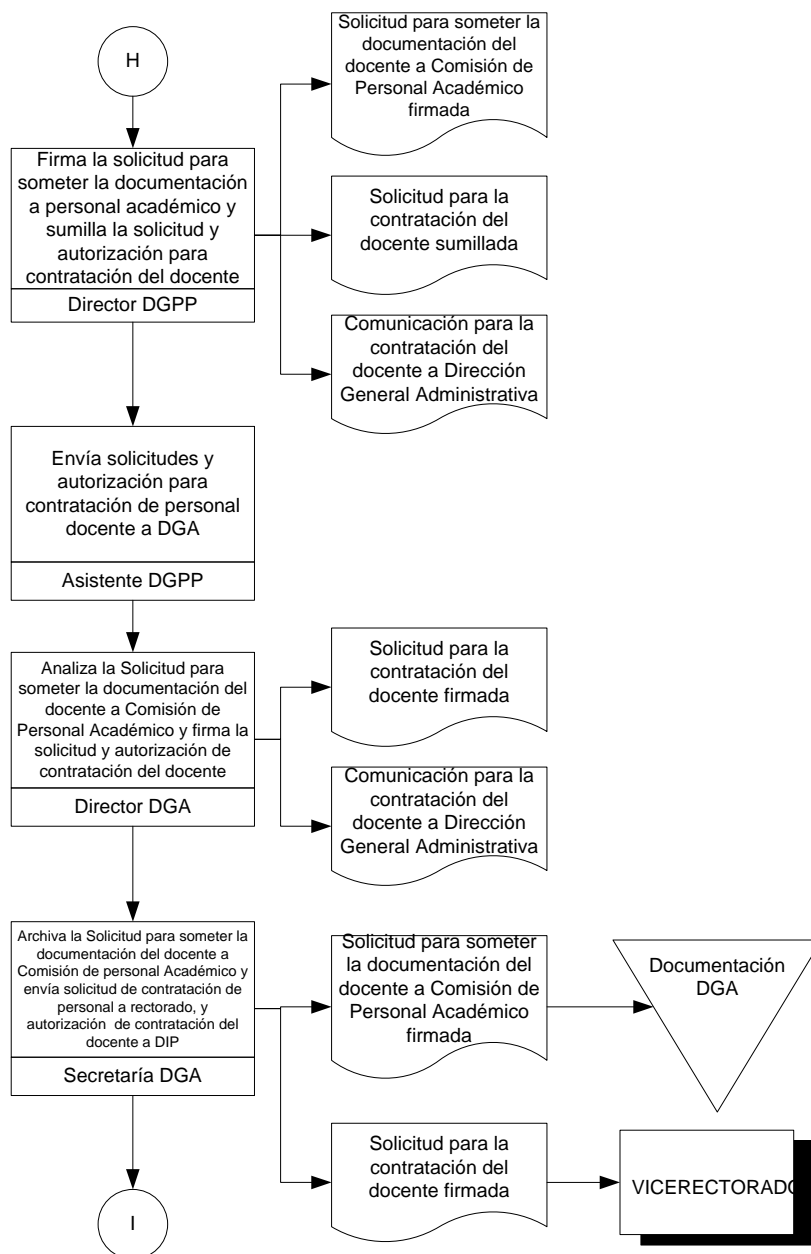 H
Solicitud para someter la
documentación del
docente a Comisión de
Personal Académico
firmada
Firma la solicitud para
someter la documentación
a personal académico y
sumilla la solicitud y
autorización para
contratación del docente
Director DGPP
Solicitud para la
contratación del
docente sumillada
Comunicación para la
contratación del
docente a Dirección
General Administrativa
Envía solicitudes y
autorización para
contratación de personal
docente a DGA
Asistente DGPP
Analiza la Solicitud para
someter la documentación del
docente a Comisión de
Personal Académico y firma la
solicitud y autorización de
contratación del docente
Director DGA
Solicitud para la
contratación del
docente firmada
Comunicación para la
contratación del
docente a Dirección
General Administrativa
Archiva la Solicitud para someter la
documentación del docente a
Comisión de personal Académico y
envía solicitud de contratación de
personal a rectorado, y
autorización de contratación del
docente a DIP
Secretaría DGA
Solicitud para someter
la documentación del
docente a Comisión de
Personal Académico
firmada
Documentación
DGA
Solicitud para la
contratación del
docente firmada
VICERECTORADO
I